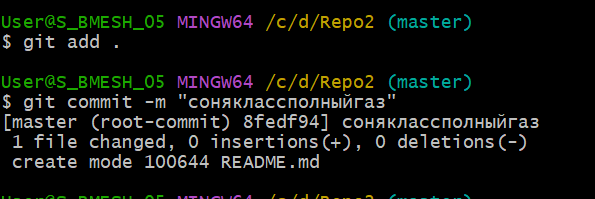 User@S_BMESH_05 MINGW64 /c/d/Repo2 (master)
$ git add .
User@S_BMESH_05 MINGW64 /c/d/Repo2 (master)
$ git commit -m "соняклассполныйгаз"
[master (root-commit) 8fedf94] соняклассполныйгаз
1 file changed, 0 insertions(+), 0 deletions(-)
create mode 100644 README.md
User@S_BMESH_05 MINGW64 /c/d/Repo2 (master)